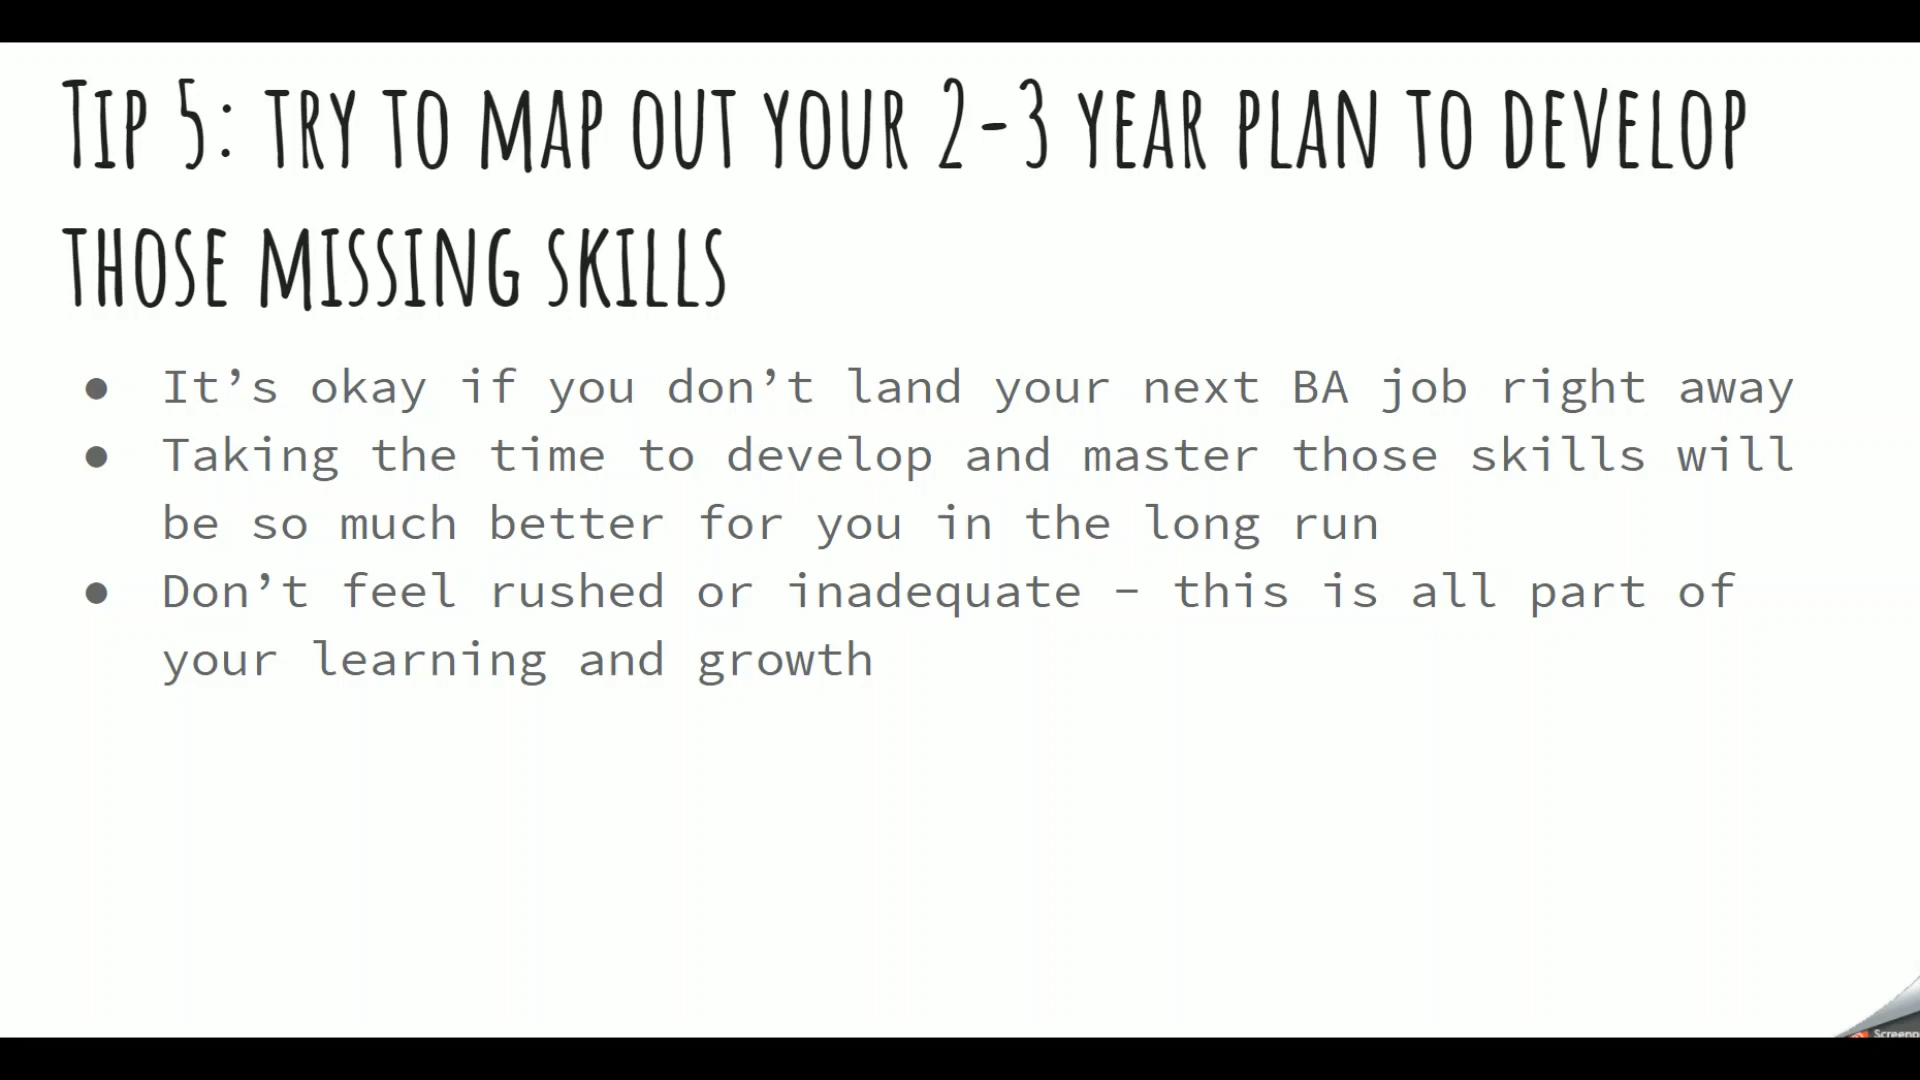 Tip 5: try to map out your 2-3 year plan to develop
those missing skills
● It’s okay if you don’t land your next BA job right away
● Taking the time to develop and master those skills will
be so much better for you in the long run
● Don’t feel rushed or inadequate – this is all part of
your learning and growth